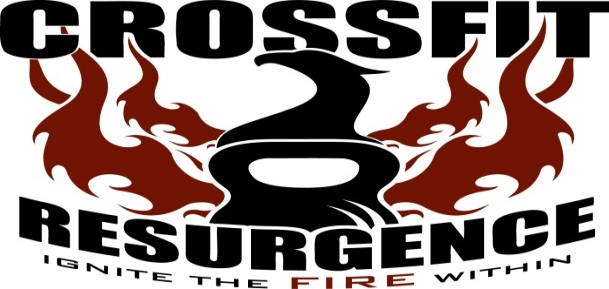 CROSSFIT
RESURGENCE
IGNITE THE FIRE WITHIN